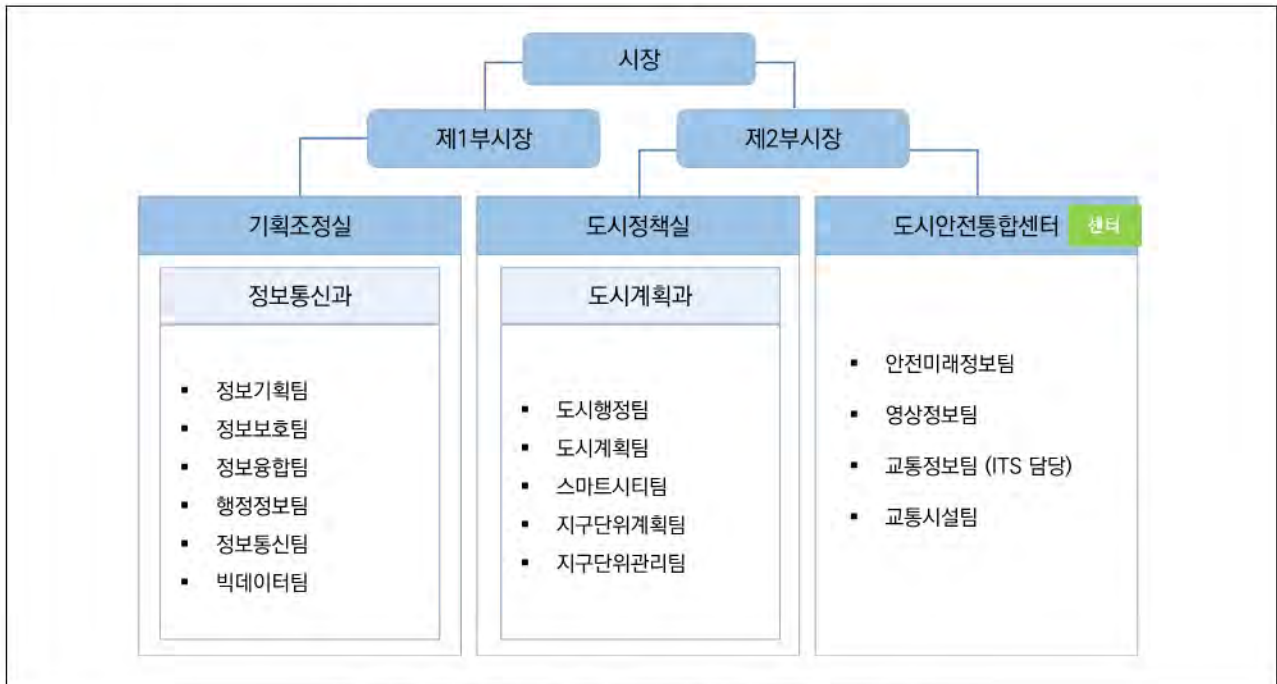 시장
제1부시장
제2부시장
기획조정실
정보통신과
▪ 정보기획팀
▪ 정보보호팀
▪ 정보융합팀
▪ 행정정보팀
▪ 정보통신팀
▪ 빅데이터팀
도시정책실
도시계획과
▪ 도시행정팀
▪ 도시계획팀
▪ 스마트시티팀
▪ 지구단위계획팀
▪ 지구단위관리팀
도시안전통합센터 센터
▪ 안전미래정보팀
▪ 영상정보팀
▪ 교통정보팀 (ITS 담당)
▪ 교통시설팀